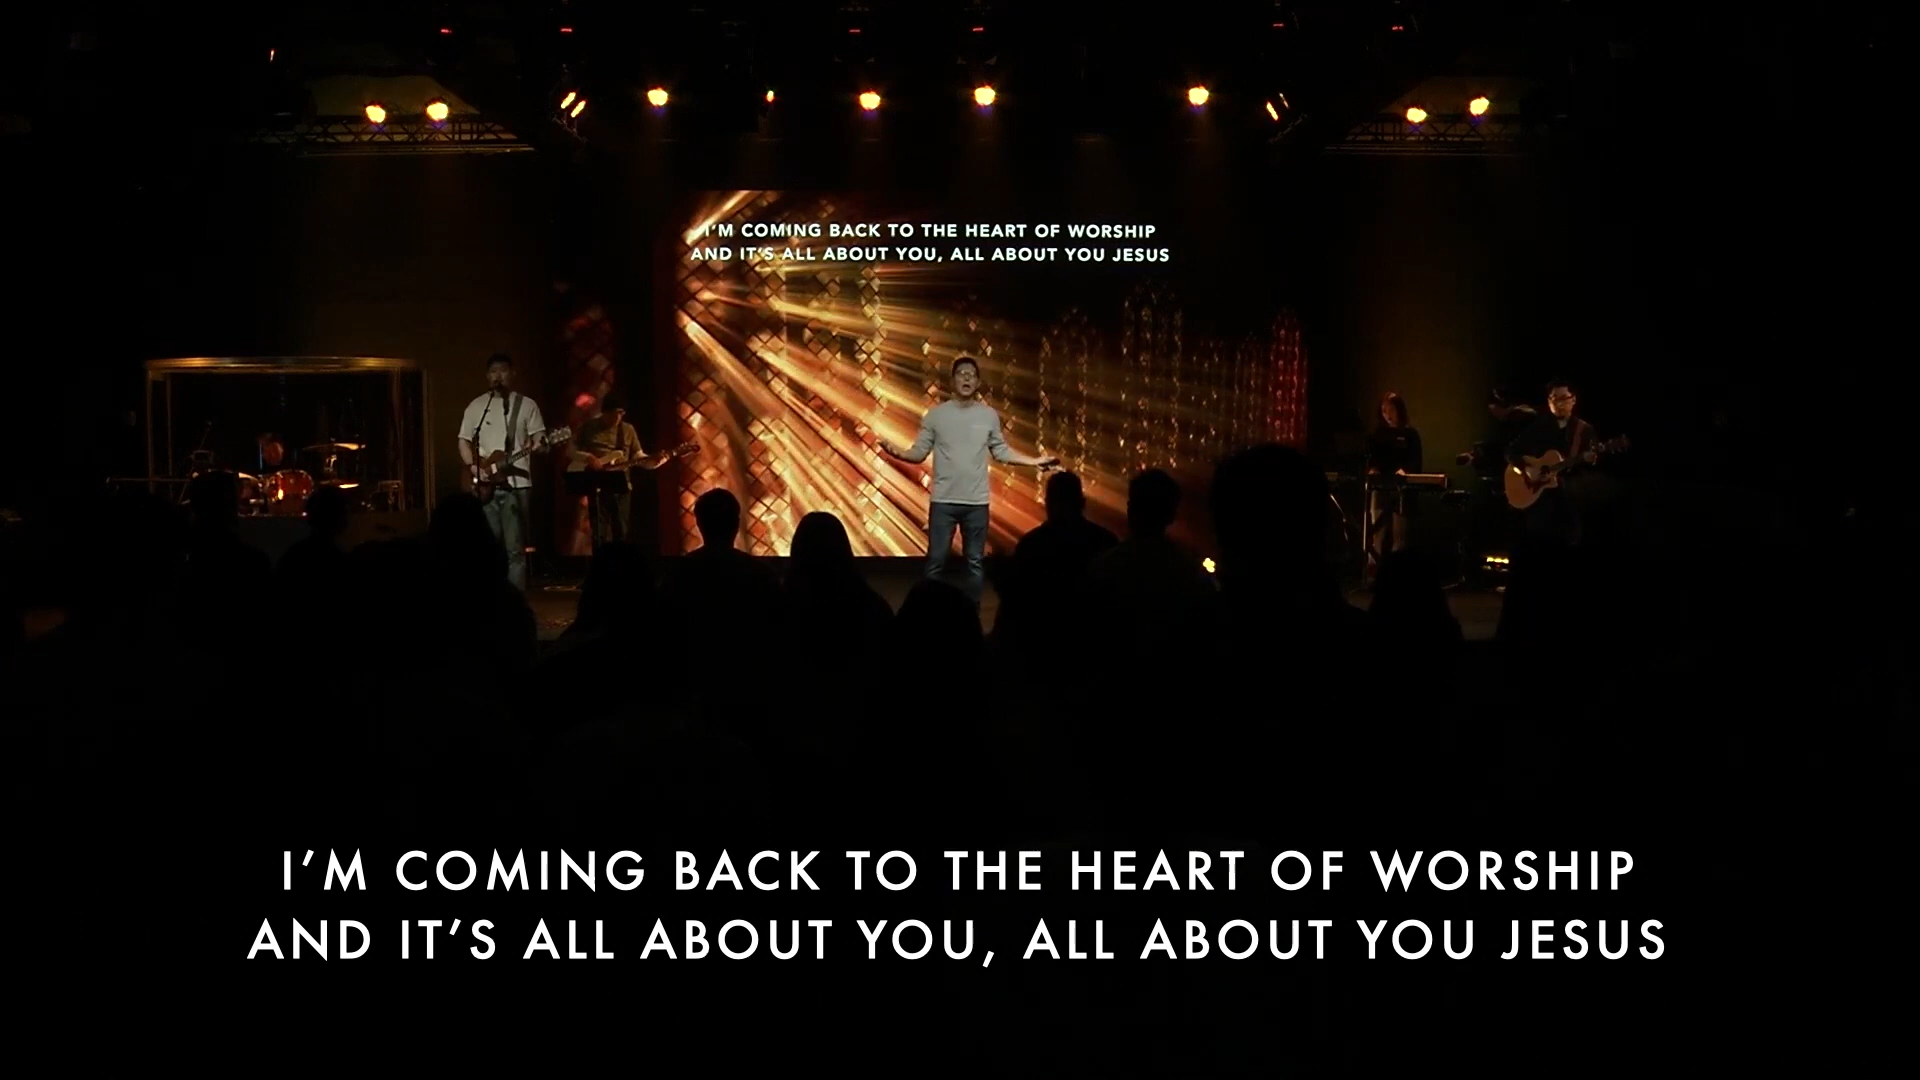 I'M COMING BACK TO THE HEART OF WORSHIP
AND IT'S ALL ABOUT YOU, ALL ABOUT YOU JESUS
I'M COMING BACK TO THE HEART OF WORSHIP
AND IT'S ALL ABOUT YOU, ALL ABOUT YOU JESUS